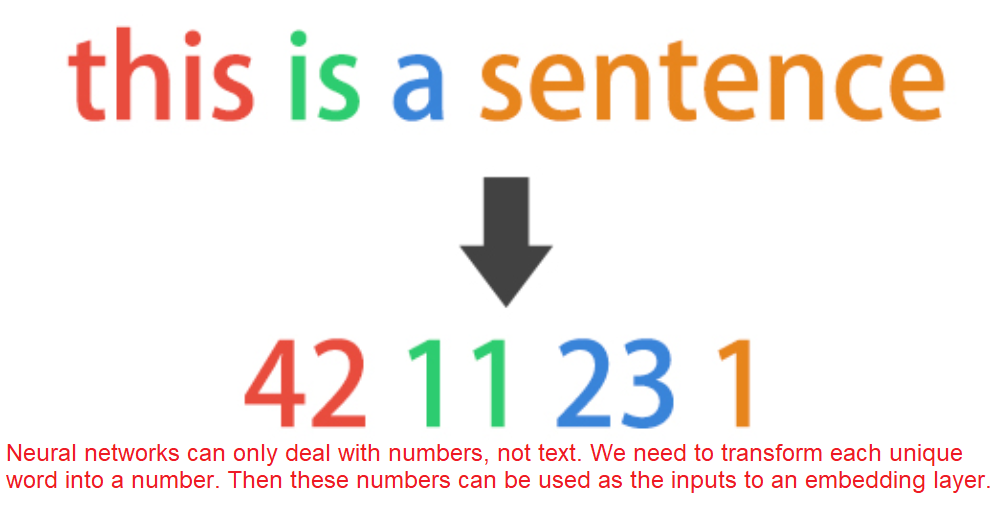 this is a sentence
42 11 23 1
Neural networks can only deal with numbers, not text. We need to transform each unique
word into a number. Then these numbers can be used as the inputs to an embedding layer.